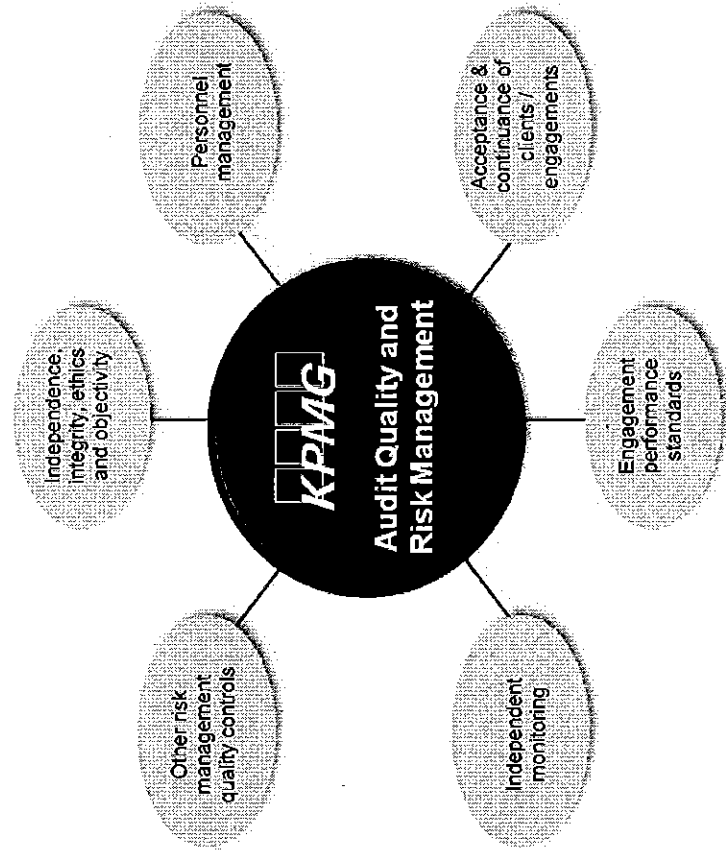 Independence,
integrity, ethics
and objectivity
Personnel
management
Acceptance &
continuance of
clients /
engagements
Engagement
performance
standards
Independent
monitoring
Other risk
management
quality controls
KPMG
Audit Quality and
Risk Management